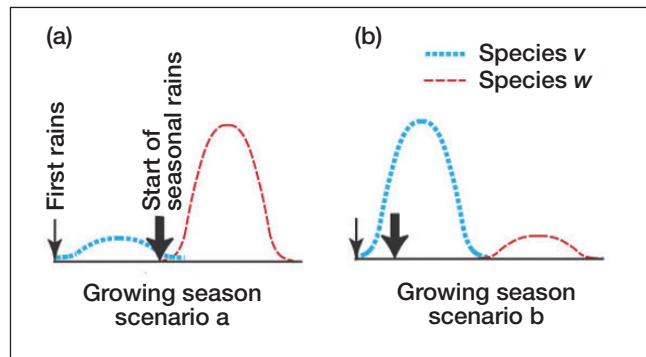 (a)
First rains
Start of
seasonal rains
Growing season
scenario a
(b)
Species v
Species w
Growing season
scenario b